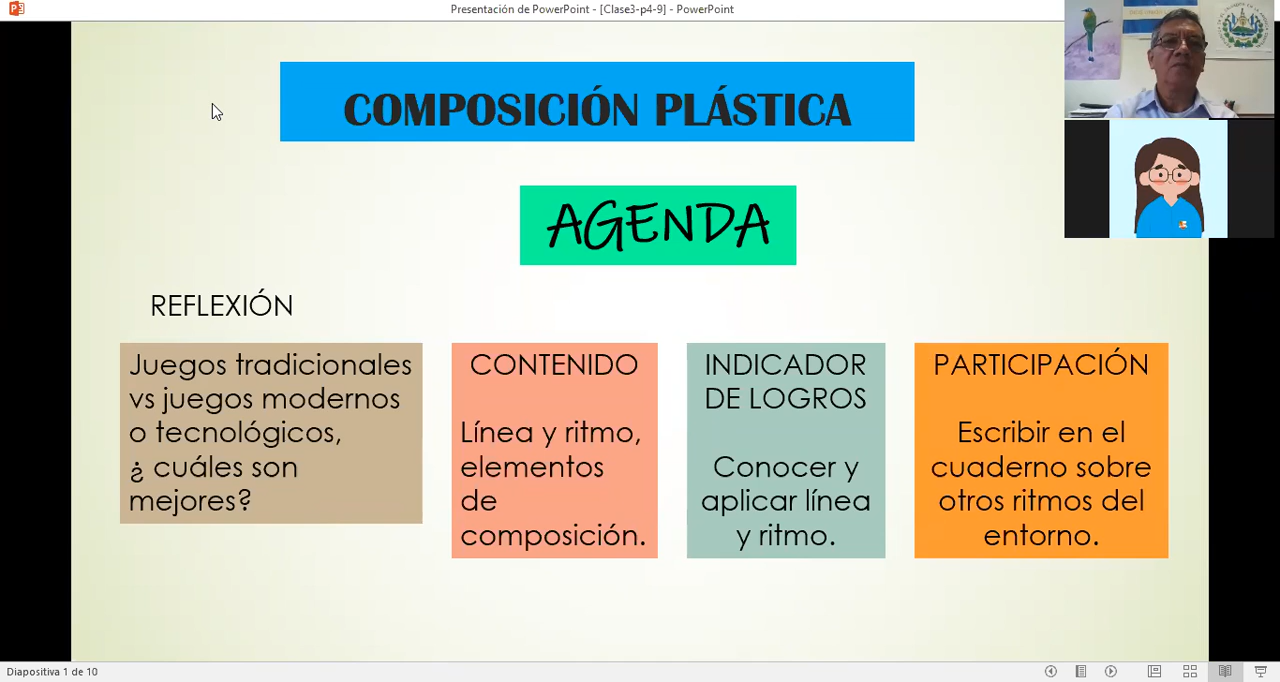 Presentación de PowerPoint - [Clase3-p4-9] - PowerPoint
COMPOSICIÓN PLÁSTICA
AGENDA
REFLEXIÓN
Juegos tradicionales
vs juegos modernos
o tecnológicos,
¿ cuáles son
mejores?
CONTENIDO
Línea y ritmo,
elementos
de
composición.
INDICADOR
DE LOGROS
Conocer y
aplicar línea
y ritmo.
PARTICIPACIÓN
Escribir en el
cuaderno sobre
otros ritmos del
entorno.
Diapositiva 1 de 10